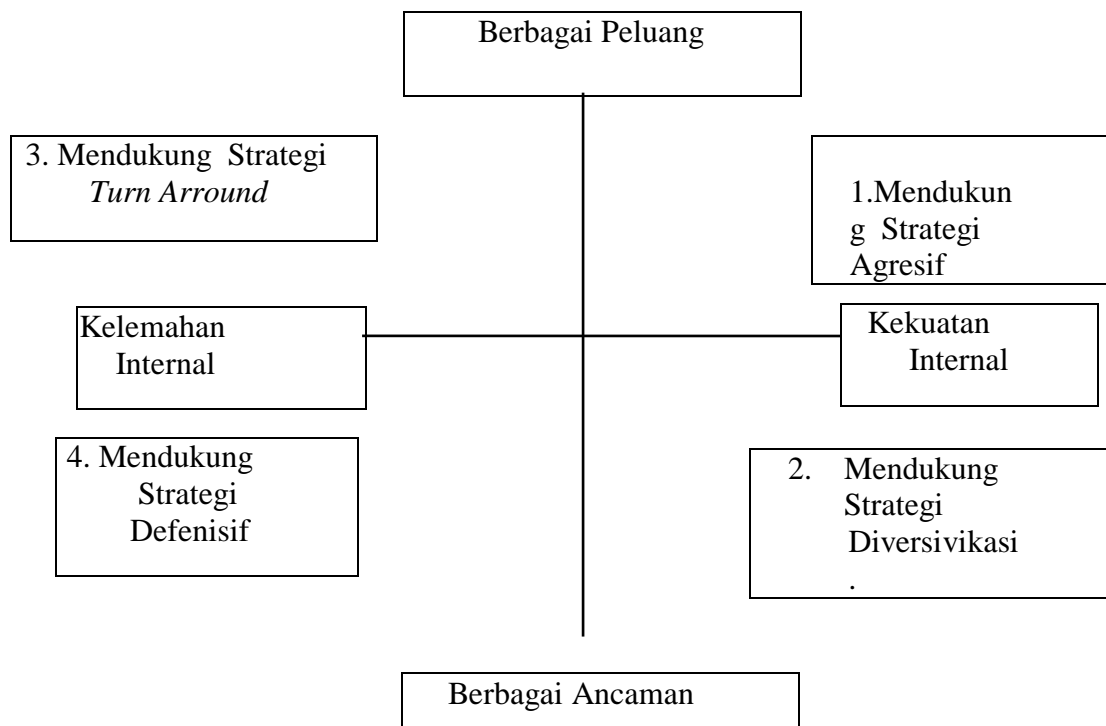 Berbagai Peluang
3. Mendukung Strategi
Turn Arround
1.Mendukun
g Strategi
Agresif
Kelemahan
Internal
Kekuatan
Internal
4. Mendukung
Strategi
Defenisif
2. Mendukung
Strategi
Diversivikasi
.
Berbagai Ancaman